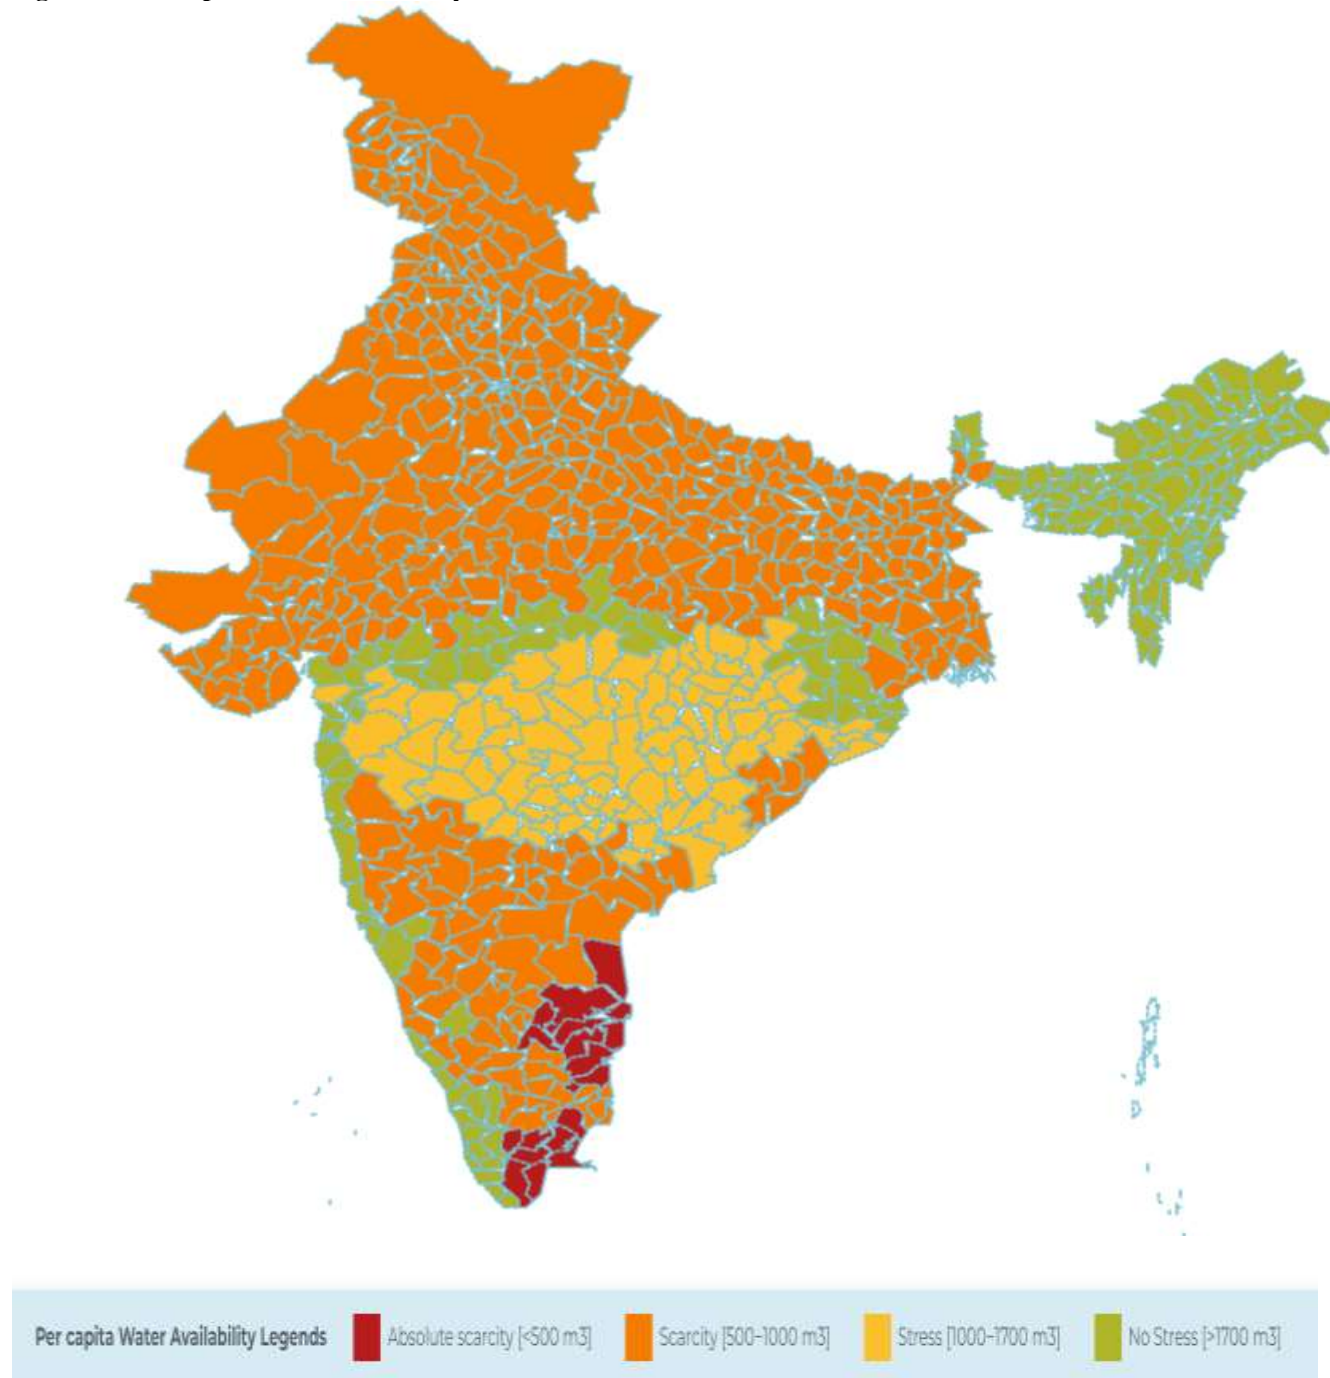 Per capita Water Availability Legends
Absolute scarcity [<500 m3]
Scarcity [500-1000 m3]
Stress [1000-1700 m3]
No Stress [>1700 m3]